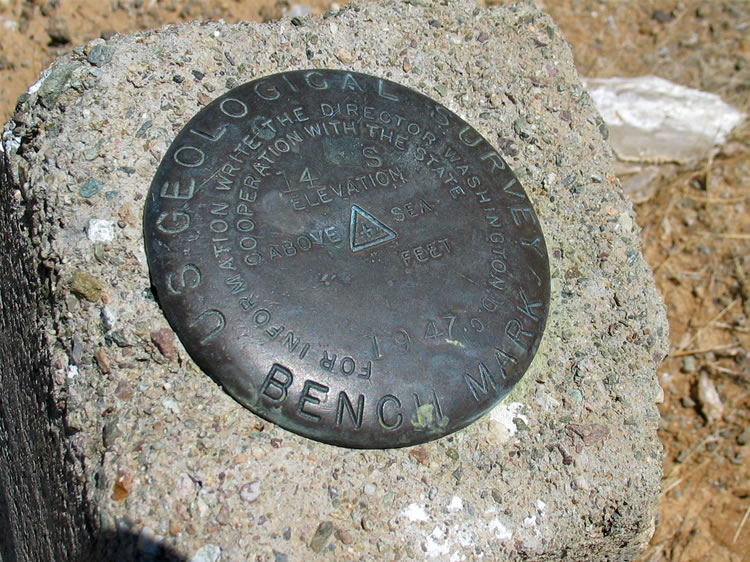 U S GEOLOGICAL SURVEY
BENCH MARK
FOR INFORMATION WRITE THE DIRECTOR WASHINGTON D.C.
COOPERATION WITH THE STATE
14 S
ELEVATION
ABOVE 4 SEA
FEET
1947